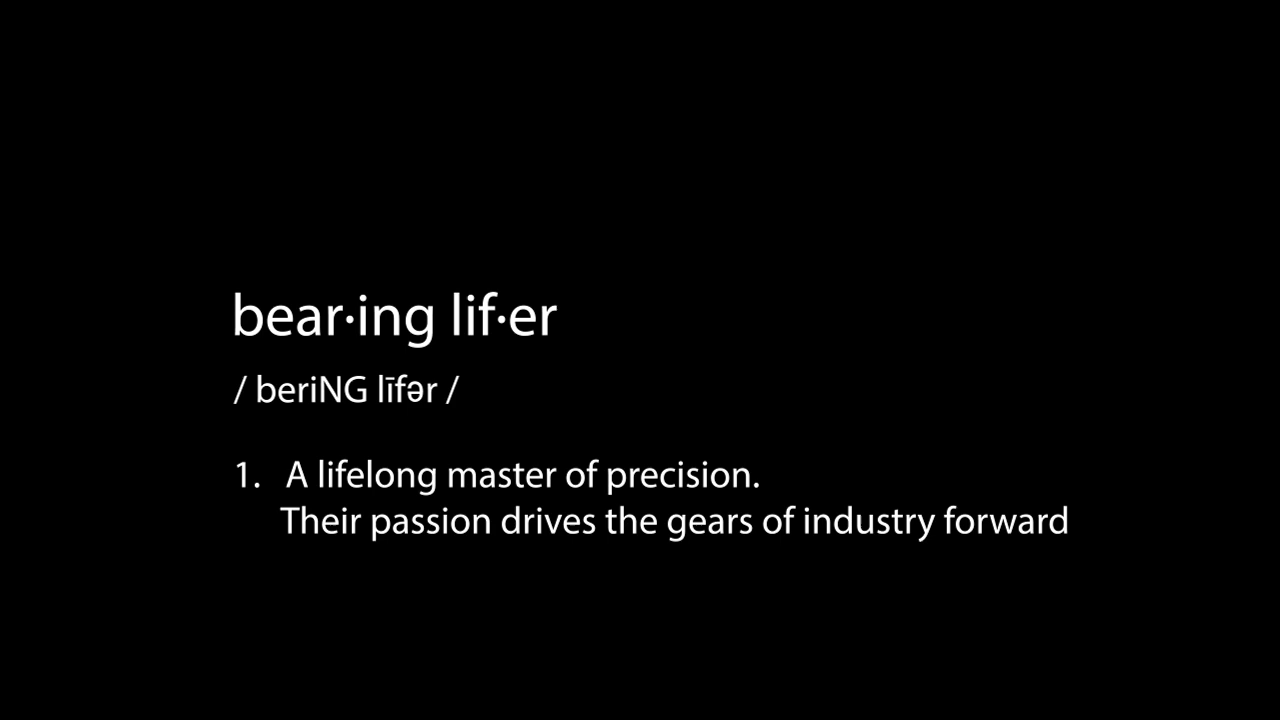 bear·ing lif·er
/ beriNG līfər /
1. A lifelong master of precision.
Their passion drives the gears of industry forward